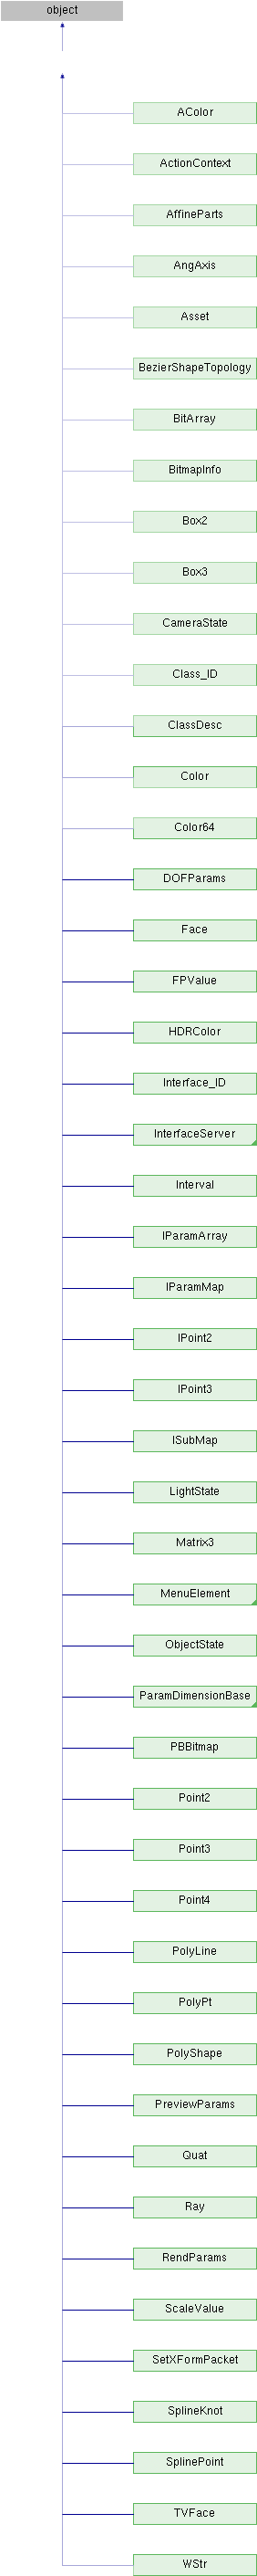 object
AColor
ActionContext
AffineParts
AngAxis
Asset
BezierShapeTopology
BitArray
BitmapInfo
Box2
Box3
CameraState
Class_ID
ClassDesc
Color
Color64
DOFParams
Face
FPValue
HDRColor
Interface_ID
InterfaceServer
Interval
IParamArray
IParamMap
IPoint2
IPoint3
ISubMap
LightState
Matrix3
MenuElement
ObjectState
ParamDimensionBase
PBBitmap
Point2
Point3
Point4
PolyLine
PolyPt
PolyShape
PreviewParams
Quat
Ray
RendParams
ScaleValue
SetXFormPacket
SplineKnot
SplinePoint
TVFace
WStr